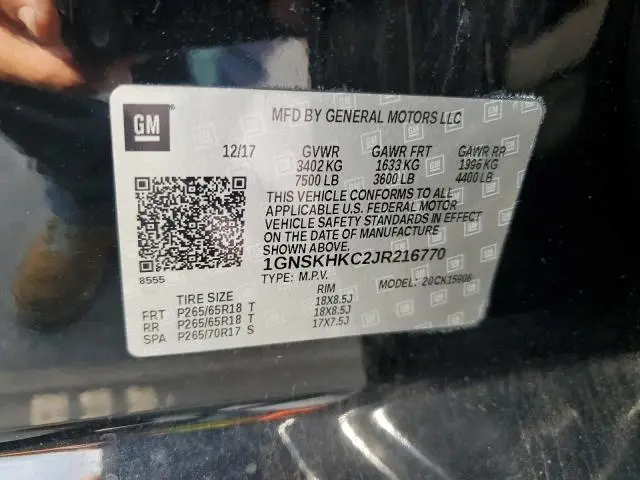 GM
MFD BY GENERAL MOTORS LLC
12/17 GVWR GAWR FRT GAWR RR
3402 KG 1633 KG 1996 KG
7500 LB 3600 LB 4400 LB
THIS VEHICLE CONFORMS TO ALL
APPLICABLE U.S. FEDERAL MOTOR
VEHICLE SAFETY STANDARDS IN EFFECT
ON THE DATE OF MANUFACTURE
SHOWN ABOVE.
8555
1GNSKHKC2JR216770
TYPE: M.P.V. MODEL: 20CK15906
TIRE SIZE RIM
FRT P265/65R18 T 18X8.5J
RR P265/65R18 T 18X8.5J
SPA P265/70R17 S 17X7.5J